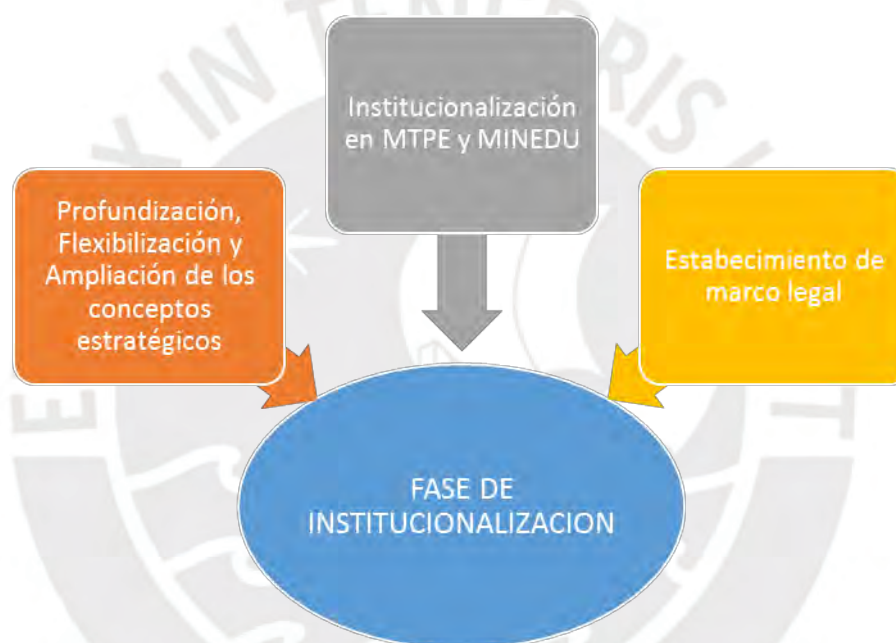 Institucionalización
en MTPE y MINEDU
Profundización,
Flexibilización y
Ampliación de los
conceptos
estratégicos
Estabecimiento de
marco legal
FASE DE
INSTITUCIONALIZACION